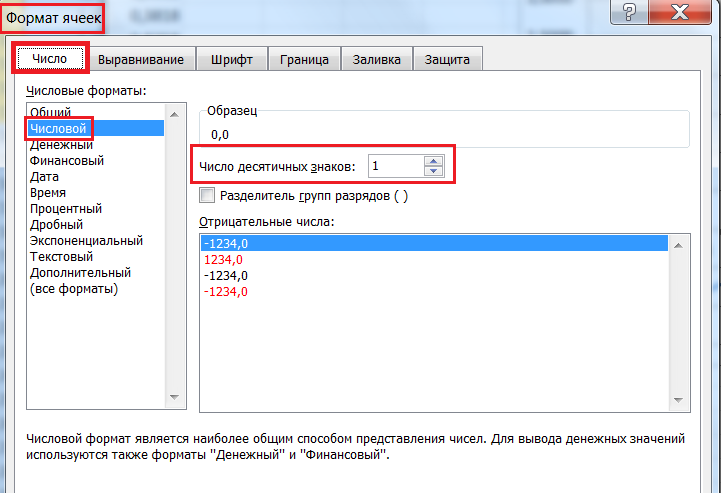 Формат ячеек
Число
Выравнивание
Шрифт
Граница
Заливка
Защита
Числовые форматы:
Общий
Числовой
Денежный
Финансовый
Дата
Время
Процентный
Дробный
Экспоненциальный
Текстовый
Дополнительный
(все форматы)
Образец
0,0
Число десятичных знаков: 1
Разделитель групп разрядов ( )
Отрицательные числа:
-1234,0
1234,0
-1234,0
-1234,0
Числовой формат является наиболее общим способом представления чисел. Для вывода денежных значений
используются также форматы "Денежный" и "Финансовый".